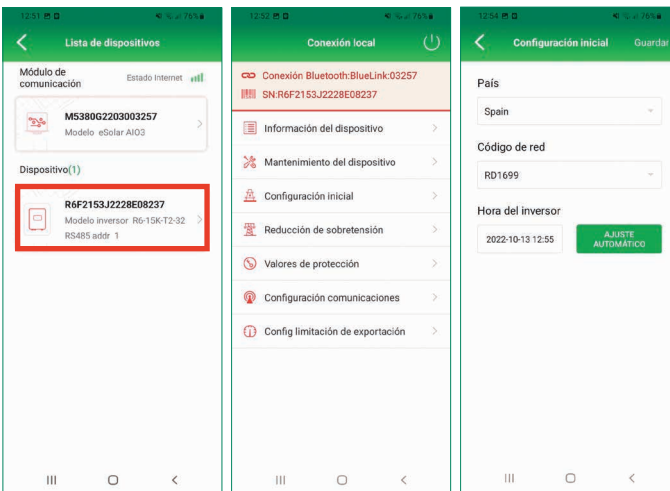 12:51
76%
Lista de dispositivos
Módulo de
comunicación
Estado Internet
M5380G2203003257
Modelo eSolar AIO3
Dispositivo(1)
R6F2153J2228E08237
Modelo inversor R6-15K-T2-32
RS485 addr 1
12:52
76%
Conexión local
Conexión Bluetooth:BlueLink:03257
SN:R6F2153J2228E08237
Información del dispositivo
Mantenimiento del dispositivo
Configuración inicial
Reducción de sobretensión
Valores de protección
Configuración comunicaciones
Config limitación de exportación
12:54
76%
Configuración inicial
Guardar
País
Spain
Código de red
RD1699
Hora del inversor
2022-10-13 12:55
AJUSTE
AUTOMÁTICO